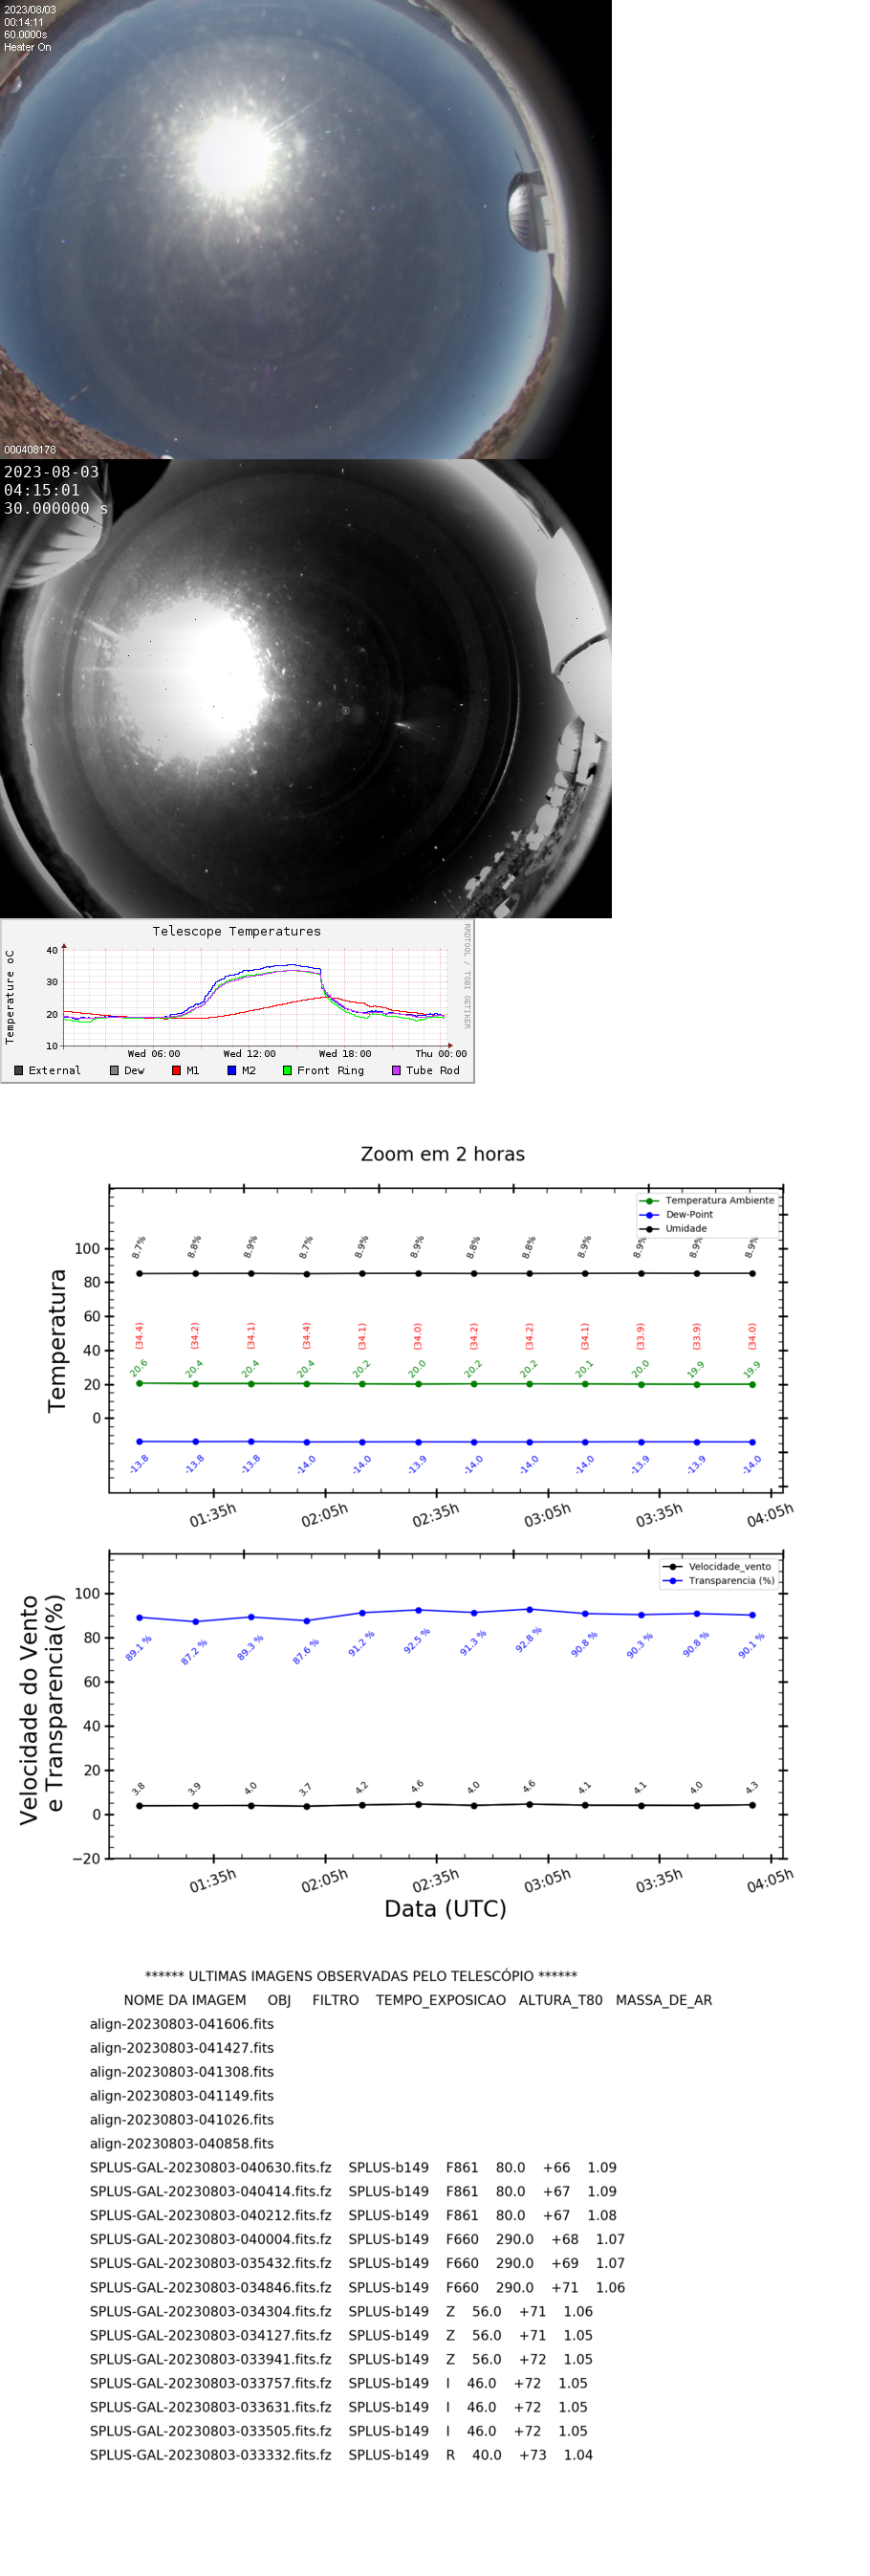 2023/08/03
00:14:11
60.0000s
Heater On
000408178
2023-08-03
04:15:01
30.000000 s
Telescope Temperatures
RRDTOOL / TOBI OETIKER
Temperature oC
40
30
20
10
Wed 06:00 Wed 12:00 Wed 18:00 Thu 00:00
External Dew M1 M2 Front Ring Tube Rod
Zoom em 2 horas
Temperatura Ambiente
Dew-Point
Umidade
Temperatura
100
80
60
40
20
0
8.7% 8.8% 8.9% 8.7% 8.9% 8.9% 8.8% 8.8% 8.9% 8.9% 8.9% 8.9%
(34.4) (34.2) (34.1) (34.4) (34.1) (34.0) (34.2) (34.2) (34.1) (33.9) (33.9) (34.0)
20.6 20.4 20.4 20.4 20.2 20.0 20.2 20.2 20.1 20.0 19.9 19.9
-13.8 -13.8 -13.8 -14.0 -14.0 -13.9 -14.0 -14.0 -14.0 -13.9 -13.9 -14.0
01:35h 02:05h 02:35h 03:05h 03:35h 04:05h
Velocidade_vento
Transparencia (%)
Velocidade do Vento
e Transparencia(%)
100
80
60
40
20
0
−20
89.1 % 87.2 % 89.3 % 87.6 % 91.2 % 92.5 % 91.3 % 92.8 % 90.8 % 90.3 % 90.8 % 90.1 %
3.8 3.9 4.0 3.7 4.2 4.6 4.0 4.6 4.1 4.1 4.0 4.3
01:35h 02:05h 02:35h 03:05h 03:35h 04:05h
Data (UTC)
****** ULTIMAS IMAGENS OBSERVADAS PELO TELESCÓPIO ******
NOME DA IMAGEM OBJ FILTRO TEMPO_EXPOSICAO ALTURA_T80 MASSA_DE_AR
align-20230803-041606.fits
align-20230803-041427.fits
align-20230803-041308.fits
align-20230803-041149.fits
align-20230803-041026.fits
align-20230803-040858.fits
SPLUS-GAL-20230803-040630.fits.fz SPLUS-b149 F861 80.0 +66 1.09
SPLUS-GAL-20230803-040414.fits.fz SPLUS-b149 F861 80.0 +67 1.09
SPLUS-GAL-20230803-040212.fits.fz SPLUS-b149 F861 80.0 +67 1.08
SPLUS-GAL-20230803-040004.fits.fz SPLUS-b149 F660 290.0 +68 1.07
SPLUS-GAL-20230803-035432.fits.fz SPLUS-b149 F660 290.0 +69 1.07
SPLUS-GAL-20230803-034846.fits.fz SPLUS-b149 F660 290.0 +71 1.06
SPLUS-GAL-20230803-034304.fits.fz SPLUS-b149 Z 56.0 +71 1.06
SPLUS-GAL-20230803-034127.fits.fz SPLUS-b149 Z 56.0 +71 1.05
SPLUS-GAL-20230803-033941.fits.fz SPLUS-b149 Z 56.0 +72 1.05
SPLUS-GAL-20230803-033757.fits.fz SPLUS-b149 I 46.0 +72 1.05
SPLUS-GAL-20230803-033631.fits.fz SPLUS-b149 I 46.0 +72 1.05
SPLUS-GAL-20230803-033505.fits.fz SPLUS-b149 I 46.0 +72 1.05
SPLUS-GAL-20230803-033332.fits.fz SPLUS-b149 R 40.0 +73 1.04